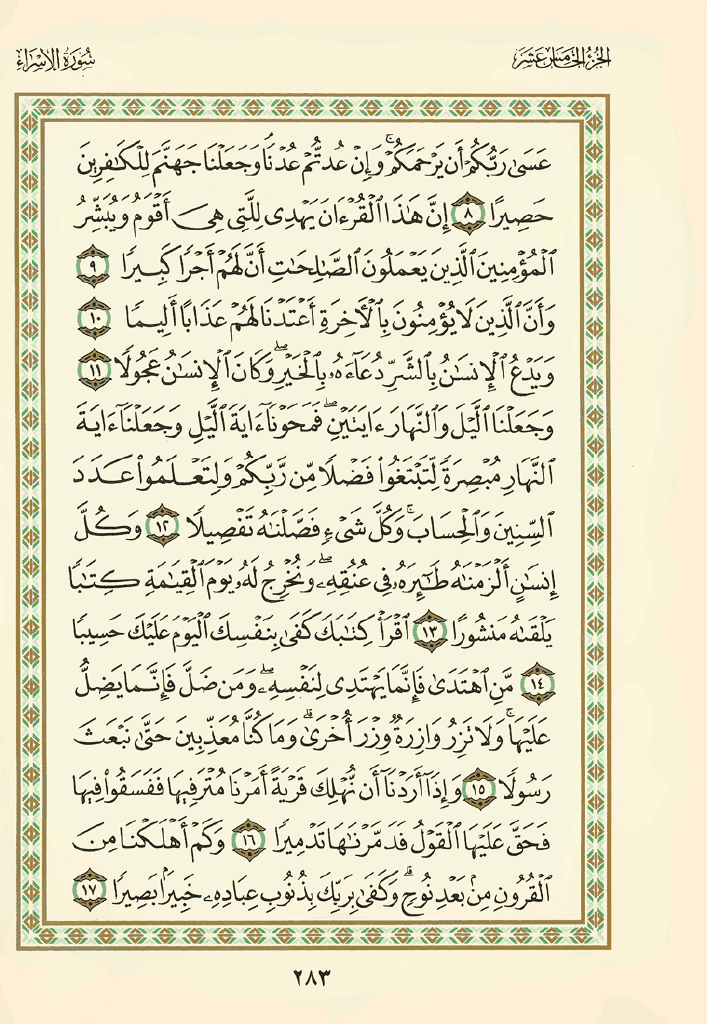 الجزء الخامس عشر
سورة الإسراء
عَسَىٰ رَبُّكُمْ أَن يَرْحَمَكُمْ ۚ وَإِنْ عُدتُّمْ عُدْنَا ۘ وَجَعَلْنَا جَهَنَّمَ لِلْكَٰفِرِينَ
حَصِيرًا ٨ إِنَّ هَٰذَا ٱلْقُرْءَانَ يَهْدِى لِلَّتِى هِىَ أَقْوَمُ وَيُبَشِّرُ
ٱلْمُؤْمِنِينَ ٱلَّذِينَ يَعْمَلُونَ ٱلصَّٰلِحَٰتِ أَنَّ لَهُمْ أَجْرًا كَبِيرًا ٩
وَأَنَّ ٱلَّذِينَ لَا يُؤْمِنُونَ بِٱلْءَاخِرَةِ أَعْتَدْنَا لَهُمْ عَذَابًا أَلِيمًا ١٠
وَيَدْعُ ٱلْإِنسَٰنُ بِٱلشَّرِّ دُعَآءَهُۥ بِٱلْخَيْرِ ۖ وَكَانَ ٱلْإِنسَٰنُ عَجُولًا ١١
وَجَعَلْنَا ٱلَّيْلَ وَٱلنَّهَارَ ءَايَتَيْنِ ۖ فَمَحَوْنَآ ءَايَةَ ٱلَّيْلِ وَجَعَلْنَآ ءَايَةَ
ٱلنَّهَارِ مُبْصِرَةً لِّتَبْتَغُوا۟ فَضْلًا مِّن رَّبِّكُمْ وَلِتَعْلَمُوا۟ عَدَدَ
ٱلسِّنِينَ وَٱلْحِسَابَ ۚ وَكُلَّ شَىْءٍ فَصَّلْنَٰهُ تَفْصِيلًا ١٢ وَكُلَّ
إِنسَٰنٍ أَلْزَمْنَٰهُ طَٰٓئِرَهُۥ فِى عُنُقِهِۦ ۖ وَنُخْرِجُ لَهُۥ يَوْمَ ٱلْقِيَٰمَةِ كِتَٰبًا
يَلْقَىٰهُ مَنشُورًا ١٣ ٱقْرَأْ كِتَٰبَكَ كَفَىٰ بِنَفْسِكَ ٱلْيَوْمَ عَلَيْكَ حَسِيبًا
١٤ مَّنِ ٱهْتَدَىٰ فَإِنَّمَا يَهْتَدِى لِنَفْسِهِۦ ۖ وَمَن ضَلَّ فَإِنَّمَا يَضِلُّ
عَلَيْهَا ۚ وَلَا تَزِرُ وَازِرَةٌ وِزْرَ أُخْرَىٰ ۗ وَمَا كُنَّا مُعَذِّبِينَ حَتَّىٰ نَبْعَثَ
رَسُولًا ١٥ وَإِذَآ أَرَدْنَآ أَن نُّهْلِكَ قَرْيَةً أَمَرْنَا مُتْرَفِيهَا فَفَسَقُوا۟ فِيهَا
فَحَقَّ عَلَيْهَا ٱلْقَوْلُ فَدَمَّرْنَٰهَا تَدْمِيرًا ١٦ وَكَمْ أَهْلَكْنَا مِنَ
ٱلْقُرُونِ مِنۢ بَعْدِ نُوحٍ ۗ وَكَفَىٰ بِرَبِّكَ بِذُنُوبِ عِبَادِهِۦ خَبِيرًۢا بَصِيرًا ١٧
٢٨٣